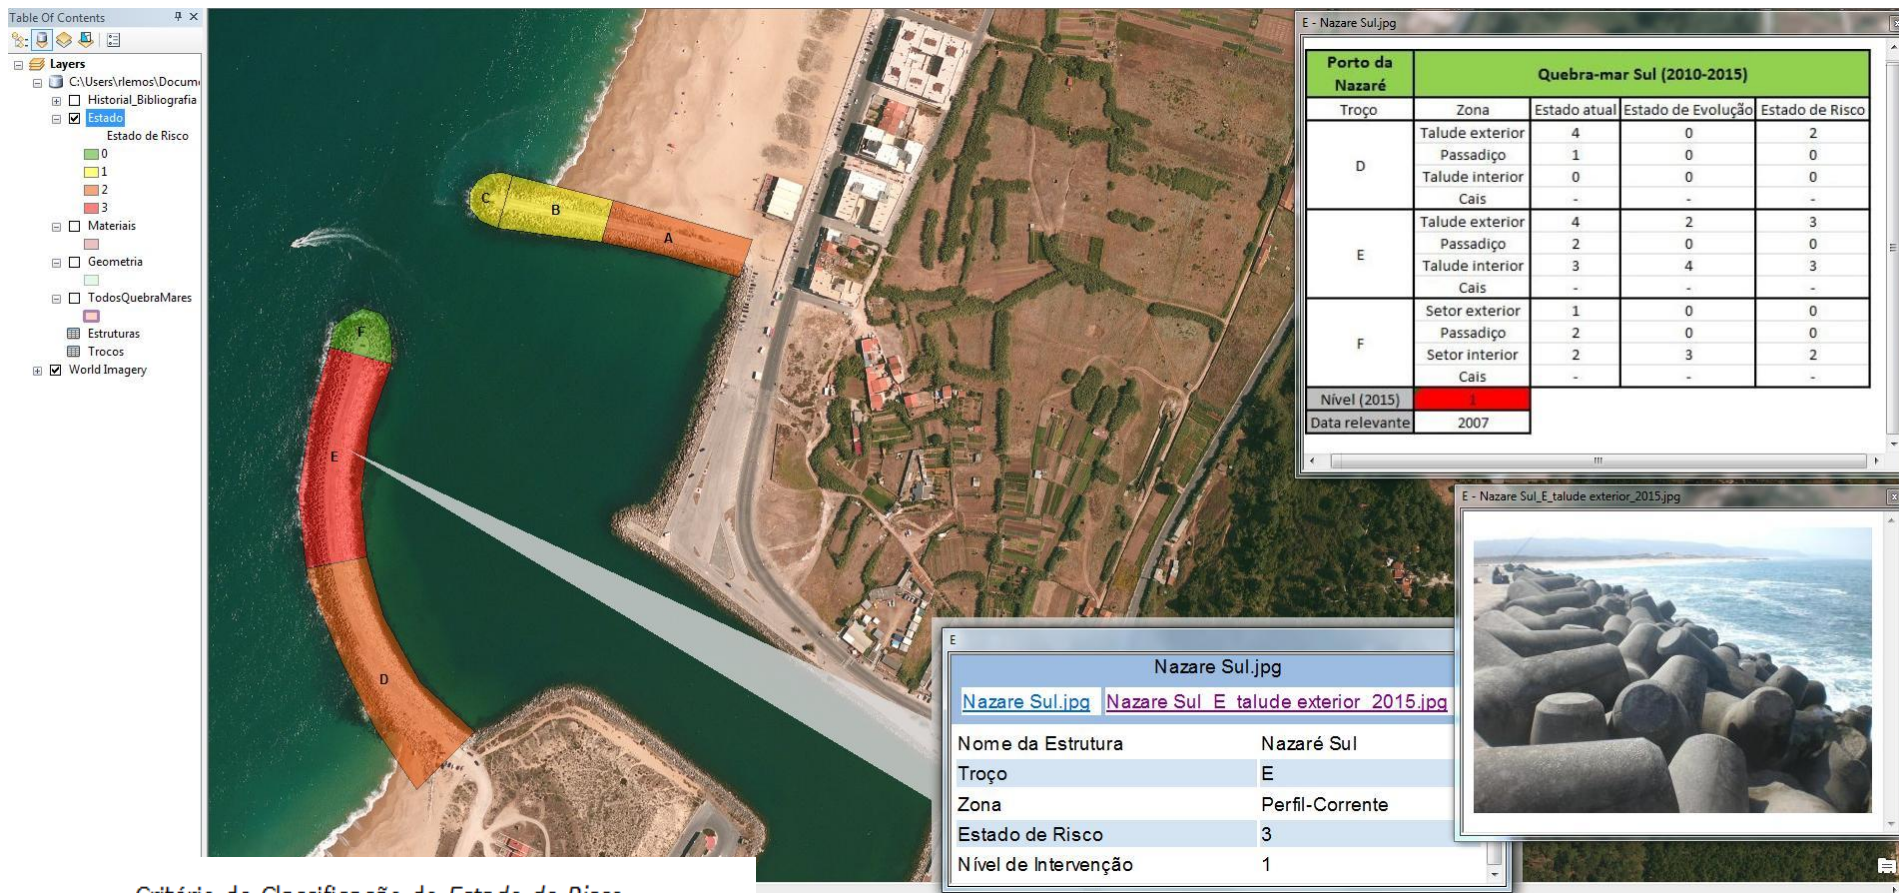 Table Of Contents
Layers
C:\Users\rlemos\Docum
Historial_Bibliografia
Estado
Estado de Risco
0
1
2
3
Materiais
Geometria
TodosQuebraMares
Estruturas
Trocos
World Imagery
C
B
A
F
E
D
E - Nazare Sul.jpg
Porto da Nazaré Quebra-mar Sul (2010-2015)
Troço Zona Estado atual Estado de Evolução Estado de Risco
D
Talude exterior 4 0 2
Passadiço 1 0 0
Talude interior 0 0 0
Cais - - -
E
Talude exterior 4 2 3
Passadiço 2 0 0
Talude interior 3 4 3
Cais - - -
F
Setor exterior 1 0 0
Passadiço 2 0 0
Setor interior 2 3 2
Cais - - -
Nível (2015) 1
Data relevante 2007
E - Nazare Sul_E_talude exterior_2015.jpg
E
Nazare Sul.jpg
Nazare Sul.jpg Nazare Sul_E_talude exterior_2015.jpg
Nome da Estrutura Nazaré Sul
Troço E
Zona Perfil-Corrente
Estado de Risco 3
Nível de Intervenção 1
Critério de Classificação do Estado de Risco